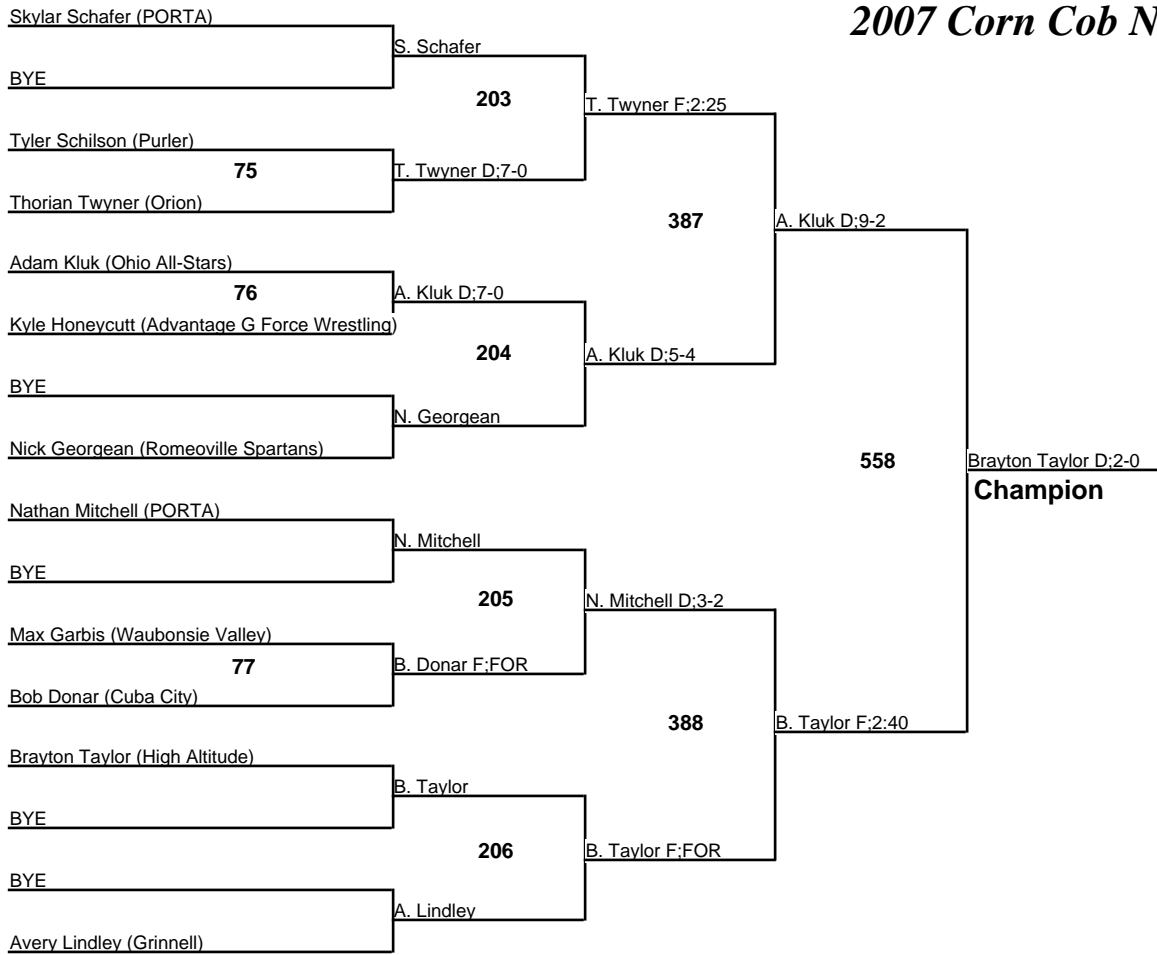 2007 Corn Cob N
Skylar Schafer (PORTA)
S. Schafer
BYE
203
T. Twyner F;2:25
Tyler Schilson (Purler)
75
T. Twyner D;7-0
Thorian Twyner (Orion)
387
A. Kluk D;9-2
Adam Kluk (Ohio All-Stars)
76
A. Kluk D;7-0
Kyle Honeycutt (Advantage G Force Wrestling)
204
A. Kluk D;5-4
BYE
N. Georgean
Nick Georgean (Romeoville Spartans)
558
Brayton Taylor D;2-0
Champion
Nathan Mitchell (PORTA)
N. Mitchell
BYE
205
N. Mitchell D;3-2
Max Garbis (Waubonsie Valley)
77
B. Donar F;FOR
Bob Donar (Cuba City)
388
B. Taylor F;2:40
Brayton Taylor (High Altitude)
B. Taylor
BYE
206
B. Taylor F;FOR
BYE
A. Lindley
Avery Lindley (Grinnell)